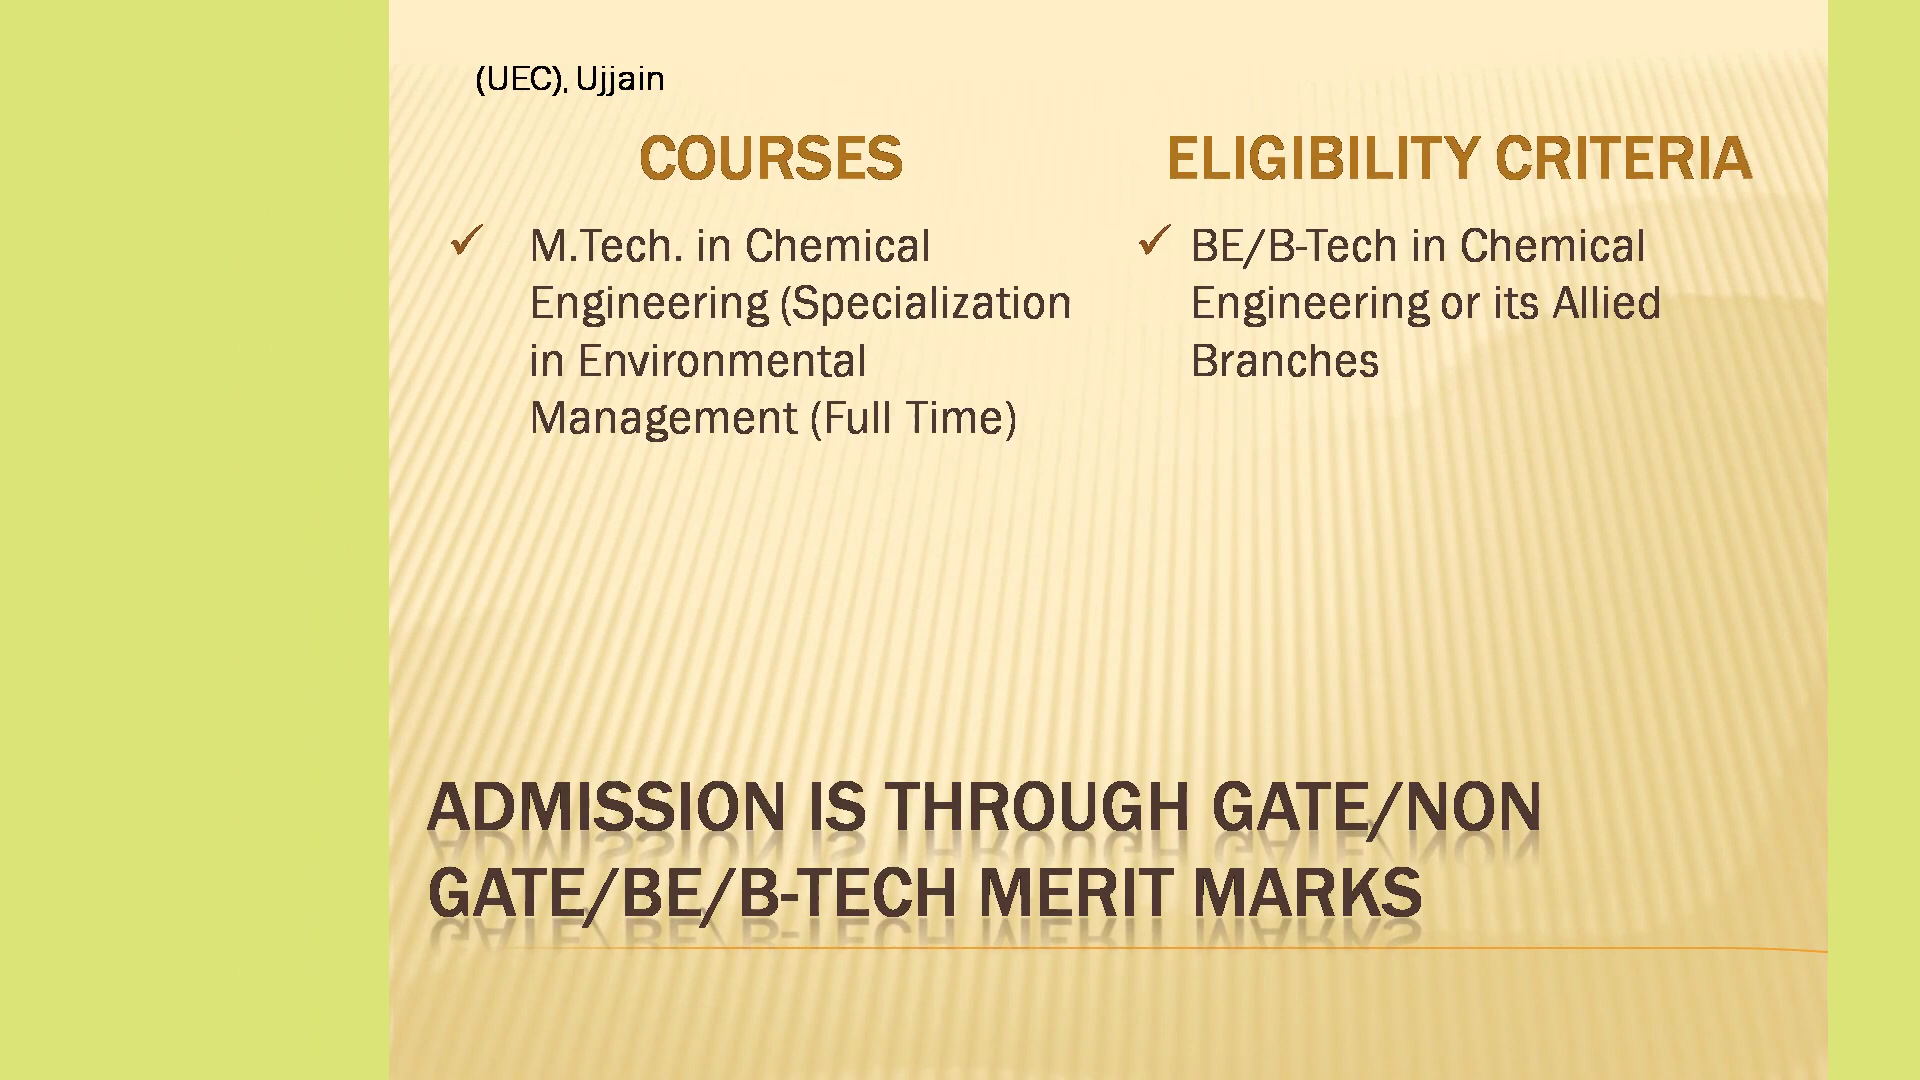 (UEC), Ujjain
COURSES
✓ M.Tech. in Chemical
Engineering (Specialization
in Environmental
Management (Full Time)
ELIGIBILITY CRITERIA
✓ BE/B-Tech in Chemical
Engineering or its Allied
Branches
ADMISSION IS THROUGH GATE/NON
GATE/BE/B-TECH MERIT MARKS